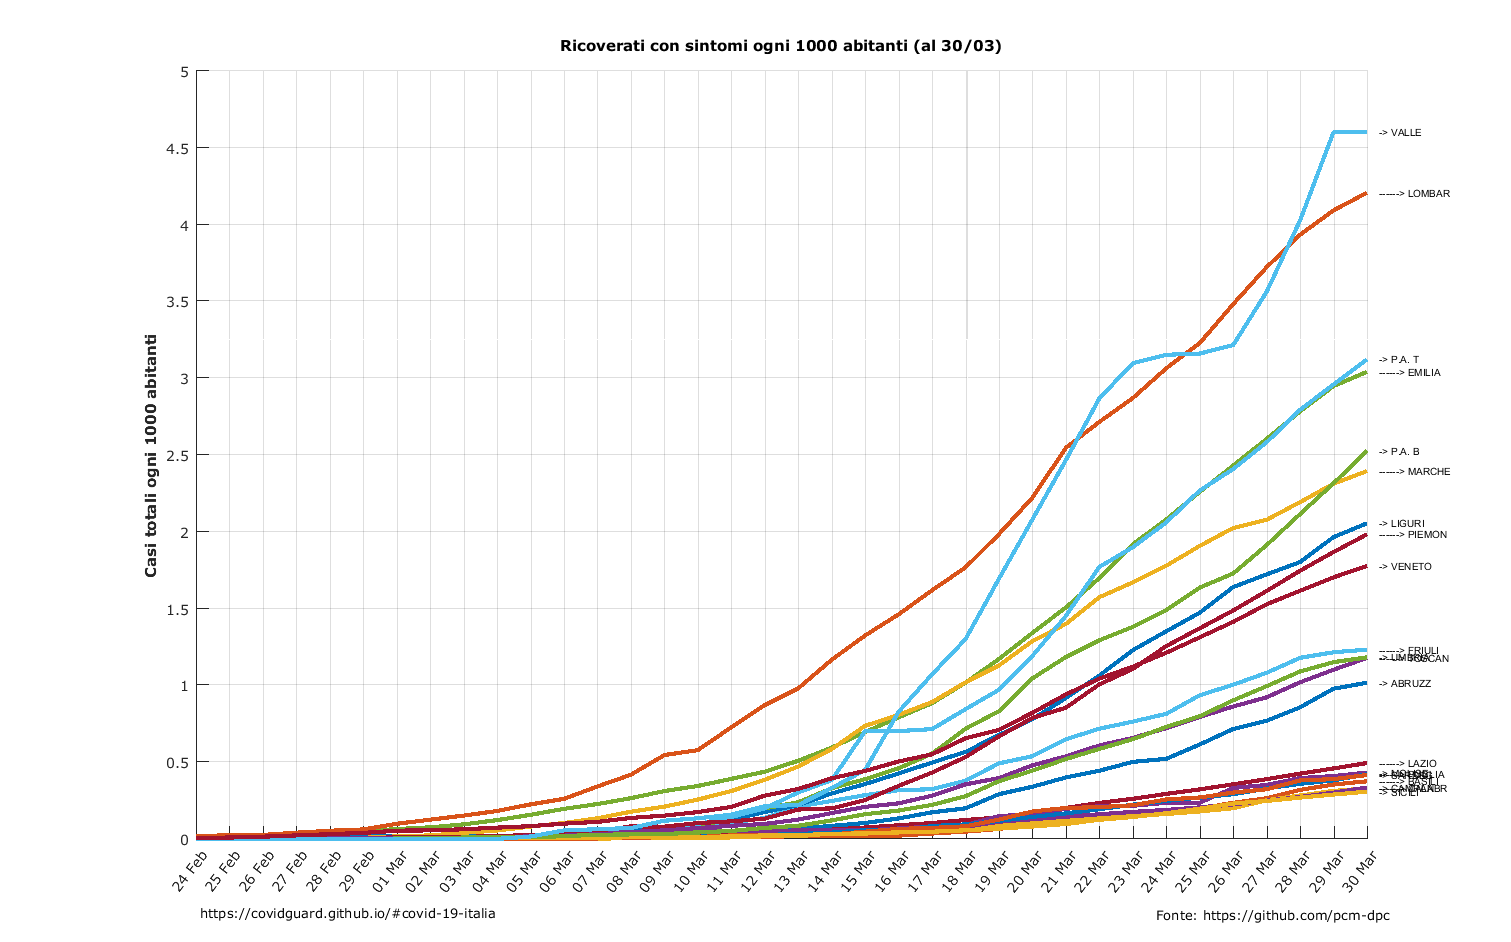 Ricoverati con sintomi ogni 1000 abitanti (al 30/03)
Casi totali ogni 1000 abitanti
5
4.5
4
3.5
3
2.5
2
1.5
1
0.5
0
-> VALLE
------> LOMBAR
-> P.A. T
------> EMILIA
-> P.A. B
------> MARCHE
-> LIGURI
------> PIEMON
-> VENETO
------> FRIULI
-> UMBRIA
------> TOSCAN
-> ABRUZZ
------> LAZIO
-> SICILI
24 Feb
25 Feb
26 Feb
27 Feb
28 Feb
29 Feb
01 Mar
02 Mar
03 Mar
04 Mar
05 Mar
06 Mar
07 Mar
08 Mar
09 Mar
10 Mar
11 Mar
12 Mar
13 Mar
14 Mar
15 Mar
16 Mar
17 Mar
18 Mar
19 Mar
20 Mar
21 Mar
22 Mar
23 Mar
24 Mar
25 Mar
26 Mar
27 Mar
28 Mar
29 Mar
30 Mar
https://covidguard.github.io/#covid-19-italia
Fonte: https://github.com/pcm-dpc